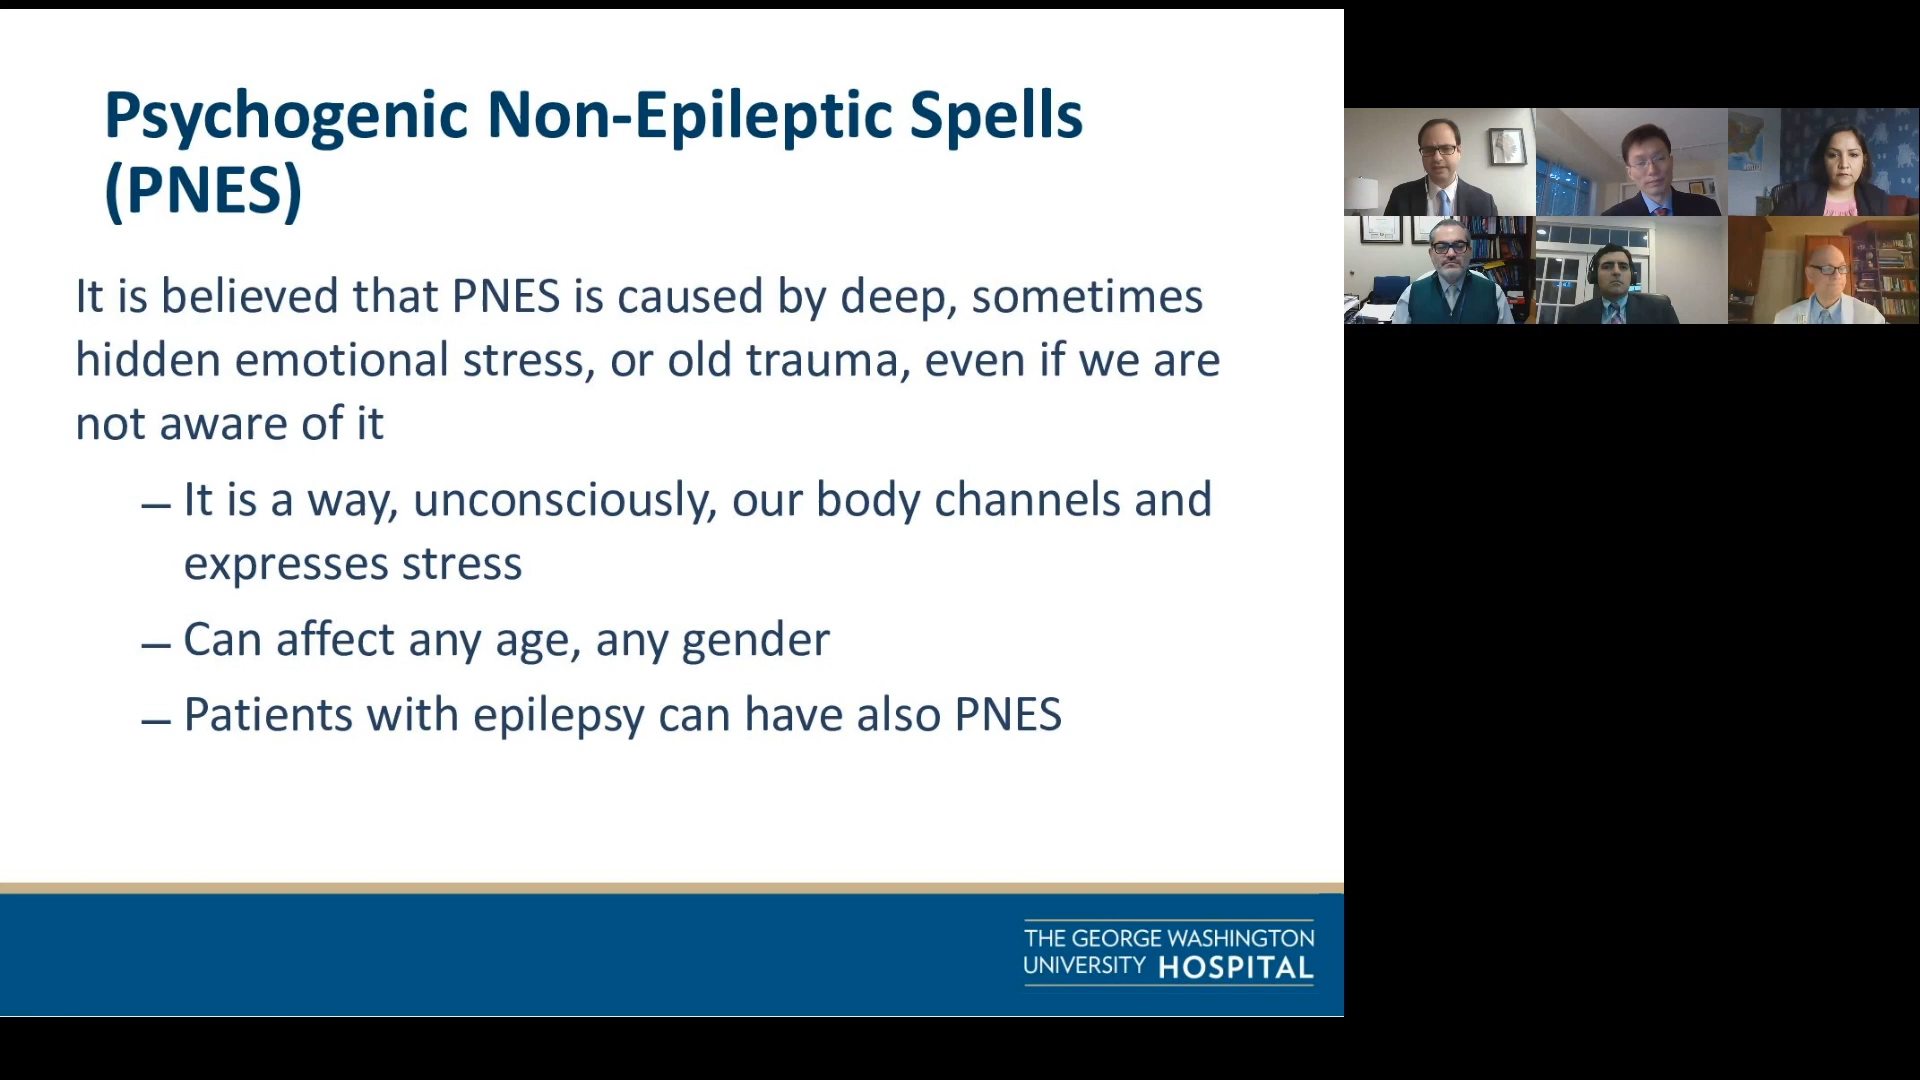 Psychogenic Non-Epileptic Spells
(PNES)
It is believed that PNES is caused by deep, sometimes
hidden emotional stress, or old trauma, even if we are
not aware of it
– It is a way, unconsciously, our body channels and
expresses stress
– Can affect any age, any gender
– Patients with epilepsy can have also PNES
THE GEORGE WASHINGTON
UNIVERSITY HOSPITAL